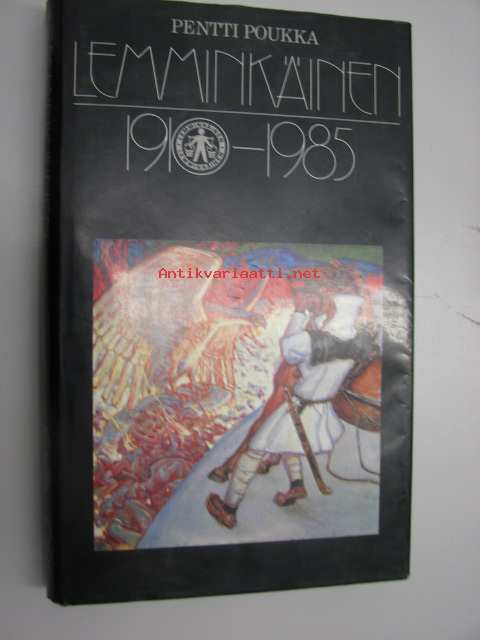 PENTTI POUKKA
LEMMINKÄINEN
1910-1985
Antikvariaatti.net